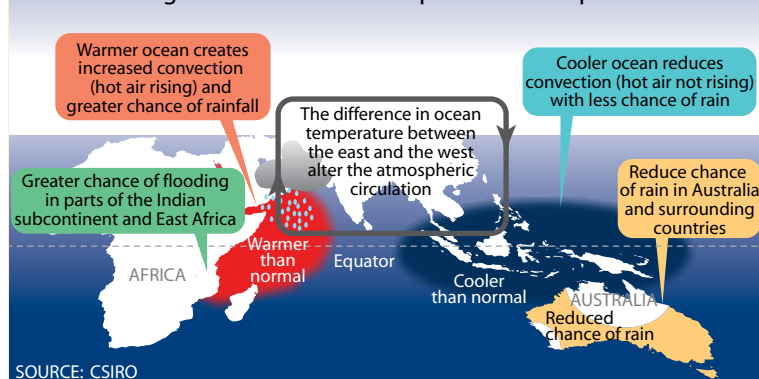 Warmer ocean creates
increased convection
(hot air rising) and
greater chance of rainfall
Cooler ocean reduces
convection (hot air not rising)
with less chance of rain
The difference in ocean
temperature between
the east and the west
alter the atmospheric
circulation
Greater chance of flooding
in parts of the Indian
subcontinent and East Africa
Reduce chance
of rain in Australia
and surrounding
countries
Warmer
than
normal
Equator
AFRICA
Cooler
than normal
AUSTRALIA
Reduced
chance of rain
SOURCE: CSIRO